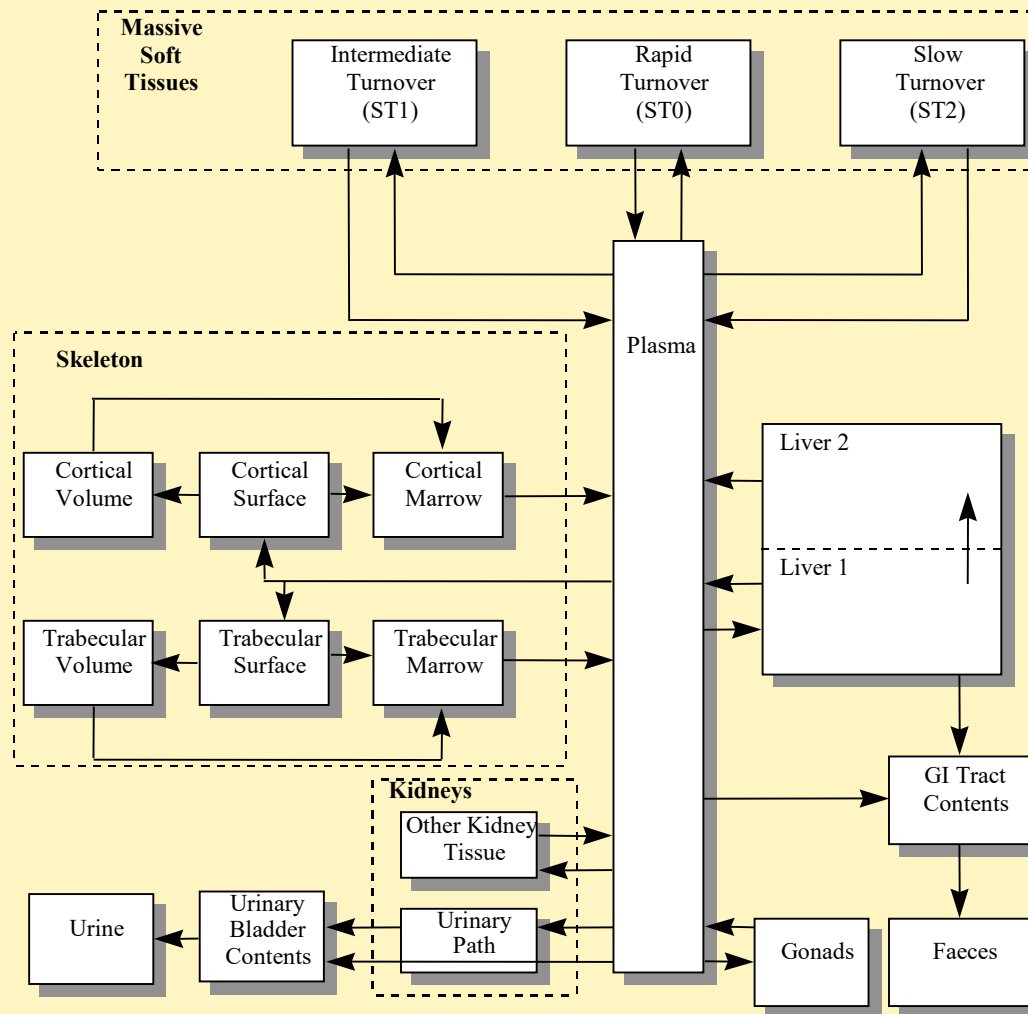 Massive
Soft
Tissues
Intermediate
Turnover
(ST1)
Rapid
Turnover
(ST0)
Slow
Turnover
(ST2)
Plasma
Skeleton
Cortical
Volume
Cortical
Surface
Cortical
Marrow
Trabecular
Volume
Trabecular
Surface
Trabecular
Marrow
Liver 2
Liver 1
GI Tract
Contents
Kidneys
Other Kidney
Tissue
Urinary
Path
Urinary
Bladder
Contents
Urine
Gonads
Faeces